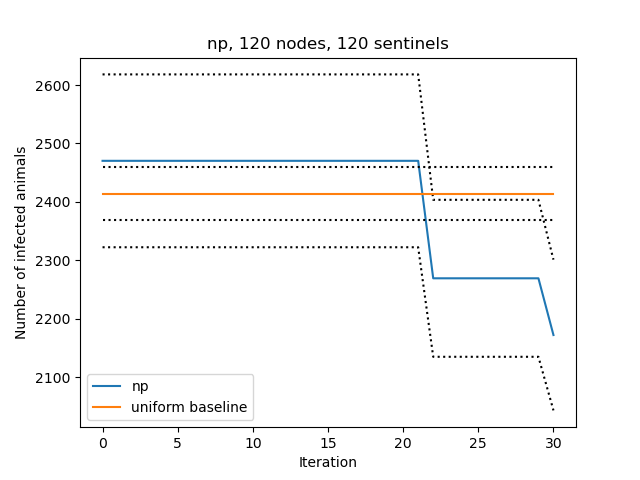 np, 120 nodes, 120 sentinels
Number of infected animals
2600
2500
2400
2300
2200
2100
np
uniform baseline
0 5 10 15 20 25 30
Iteration